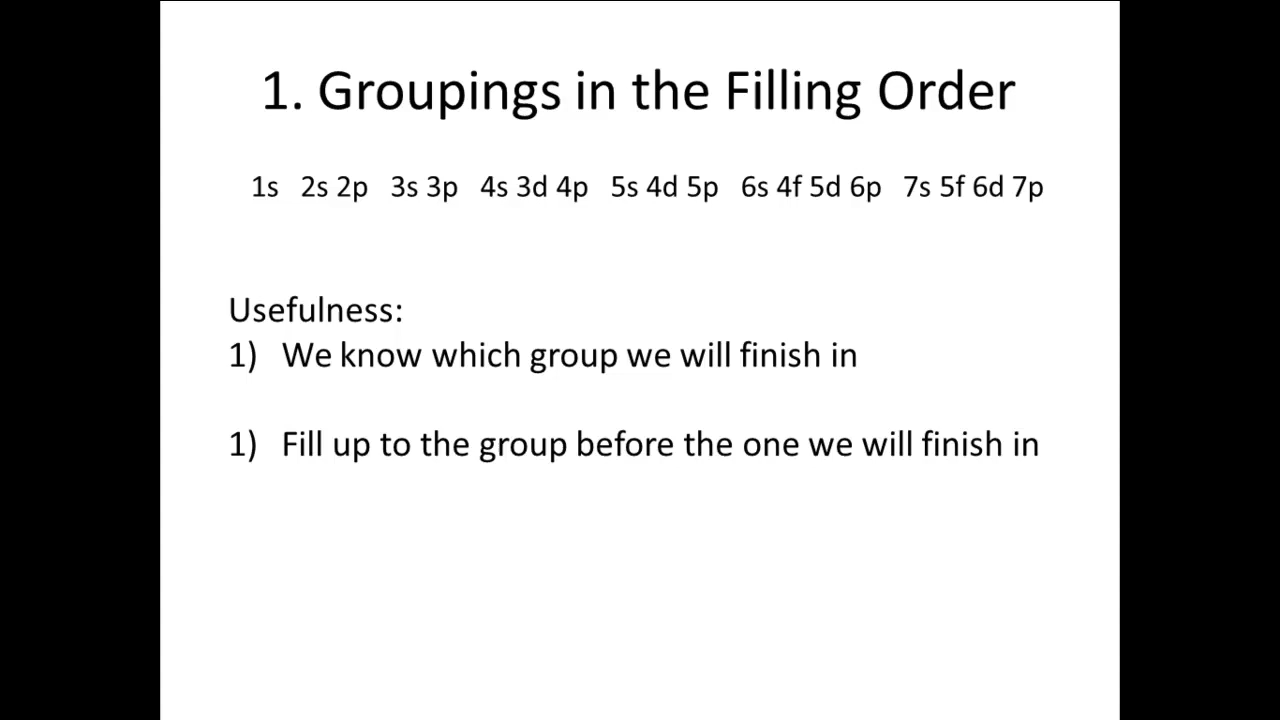 1. Groupings in the Filling Order
1s 2s 2p 3s 3p 4s 3d 4p 5s 4d 5p 6s 4f 5d 6p 7s 5f 6d 7p
Usefulness:
1) We know which group we will finish in
1) Fill up to the group before the one we will finish in